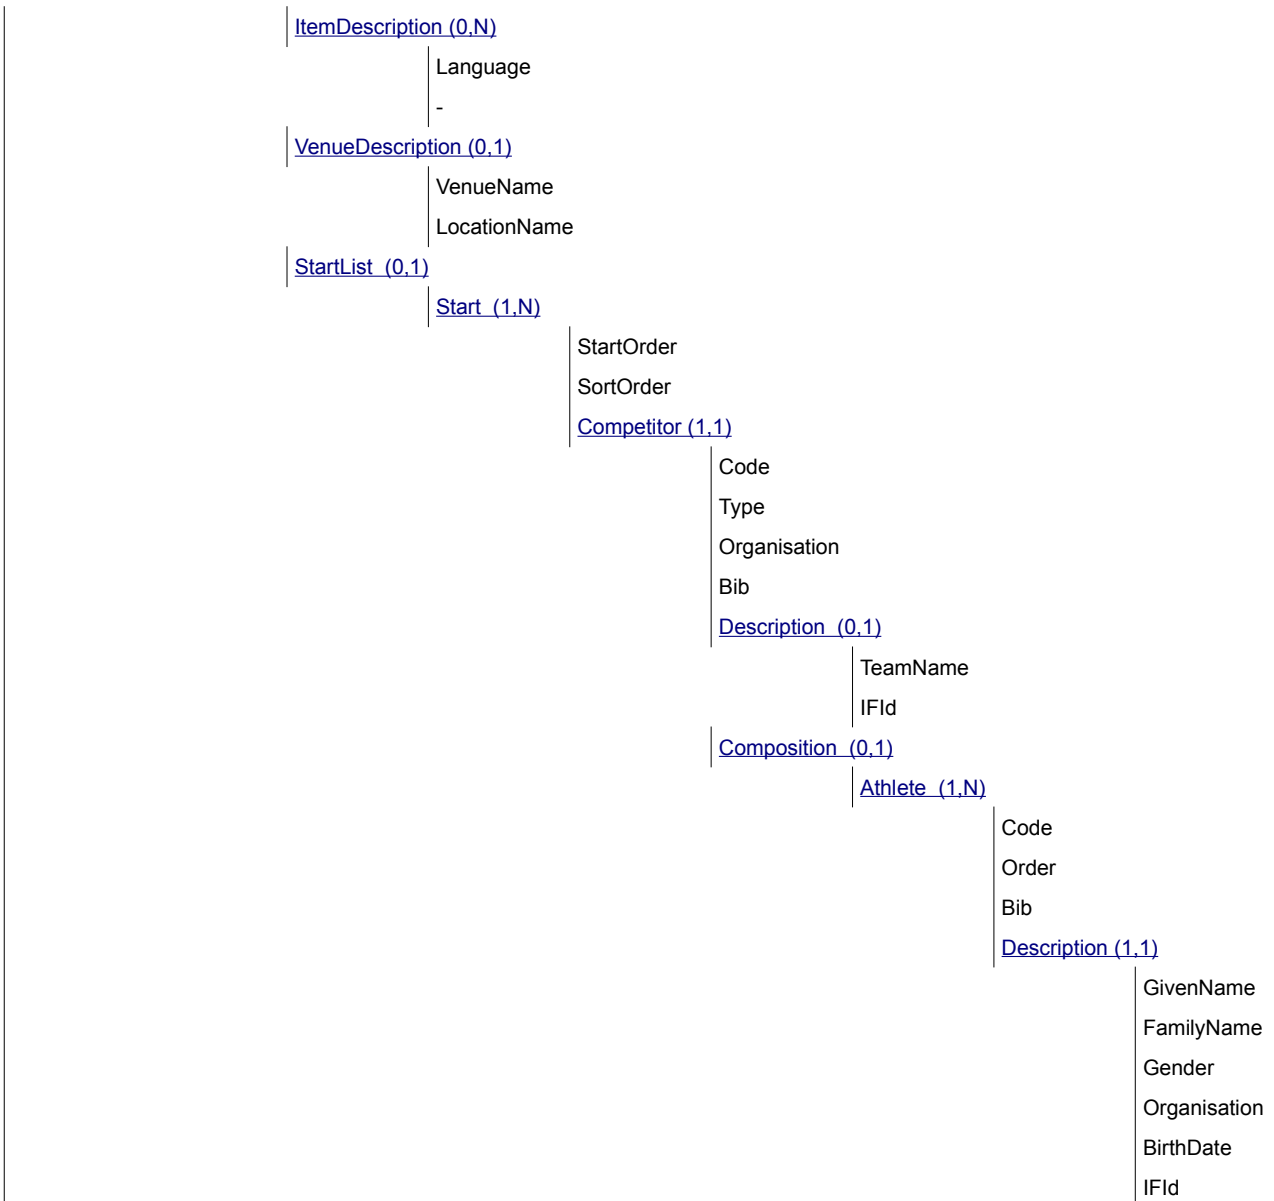 ItemDescription (0,N)
Language
-
VenueDescription (0,1)
VenueName
LocationName
StartList  (0,1)
Start  (1,N)
StartOrder
SortOrder
Competitor (1,1)
Code
Type
Organisation
Bib
Description  (0,1)
TeamName
IFId
Composition  (0,1)
Athlete  (1,N)
Code
Order
Bib
Description (1,1)
GivenName
FamilyName
Gender
Organisation
BirthDate
IFId